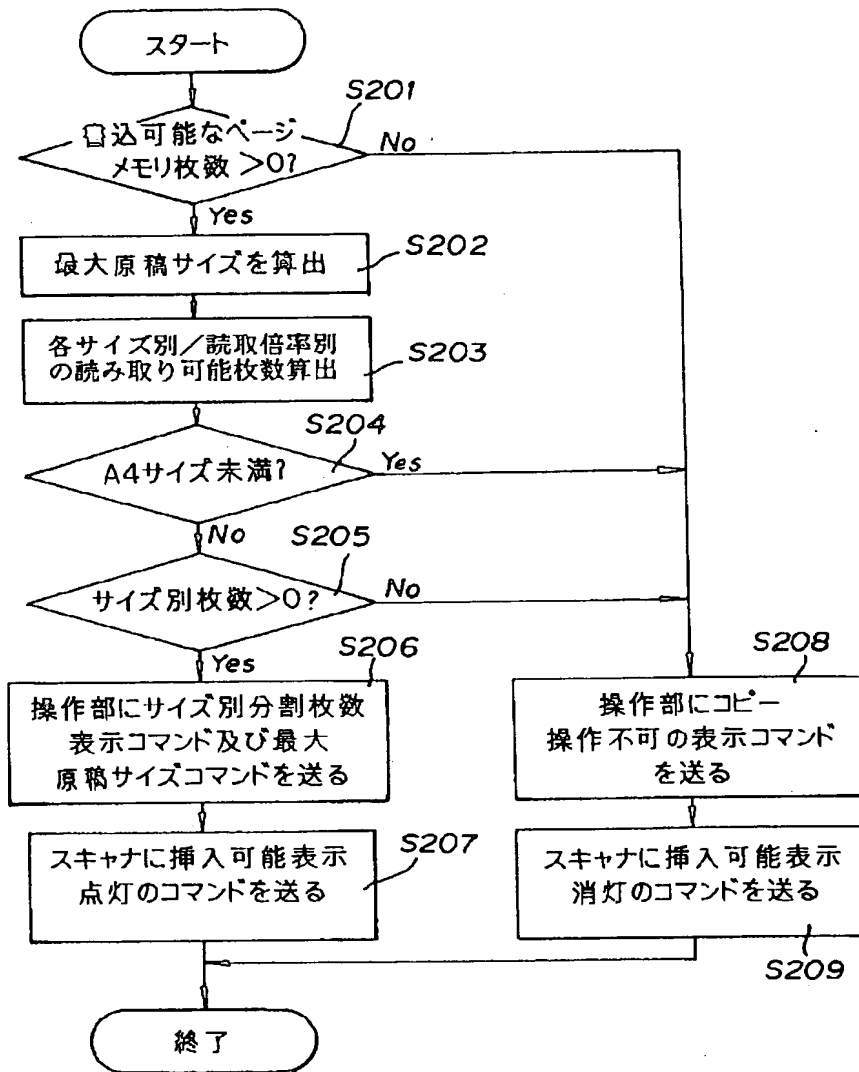 スタート
S201
書込可能なページ
メモリ枚数>0?
No
Yes
S202
最大原稿サイズを算出
S203
各サイズ別/読取倍率別
の読み取り可能枚数算出
S204
A4サイズ未満?
Yes
No
S205
サイズ別枚数>0?
No
Yes
S206
操作部にサイズ別分割枚数
表示コマンド及び最大
原稿サイズコマンドを送る
S207
スキャナに挿入可能表示
点灯のコマンドを送る
S208
操作部にコピー
操作不可の表示コマンド
を送る
スキャナに挿入可能表示
消灯のコマンドを送る
S209
終了